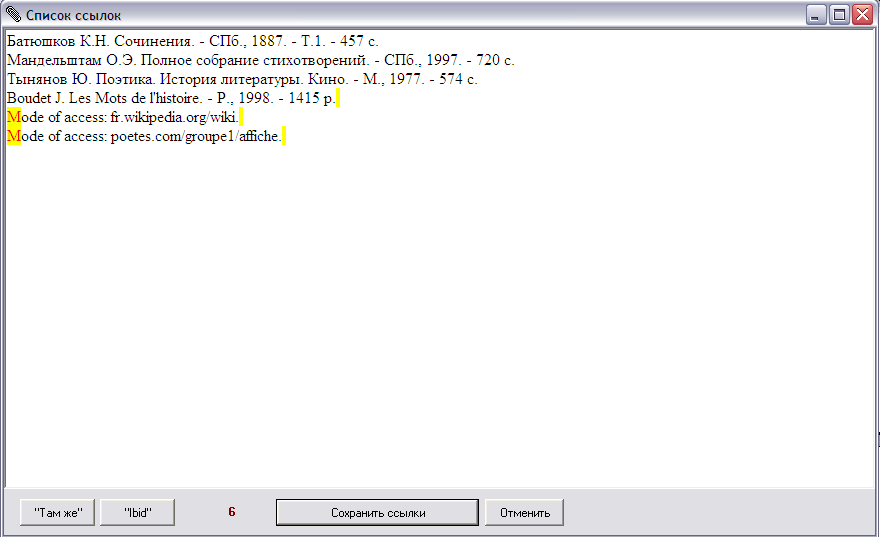 Список ссылок
Батюшков К.Н. Сочинения. - СПб., 1887. - Т.1. - 457 с.
Мандельштам О.Э. Полное собрание стихотворений. - СПб., 1997. - 720 с.
Тынянов Ю. Поэтика. История литературы. Кино. - М., 1977. - 574 с.
Boudet J. Les Mots de l'histoire. - P., 1998. - 1415 p.
Mode of access: fr.wikipedia.org/wiki.
Mode of access: poetes.com/groupe1/affiche.
"Там же" "Ibid" 6 Сохранить ссылки Отменить